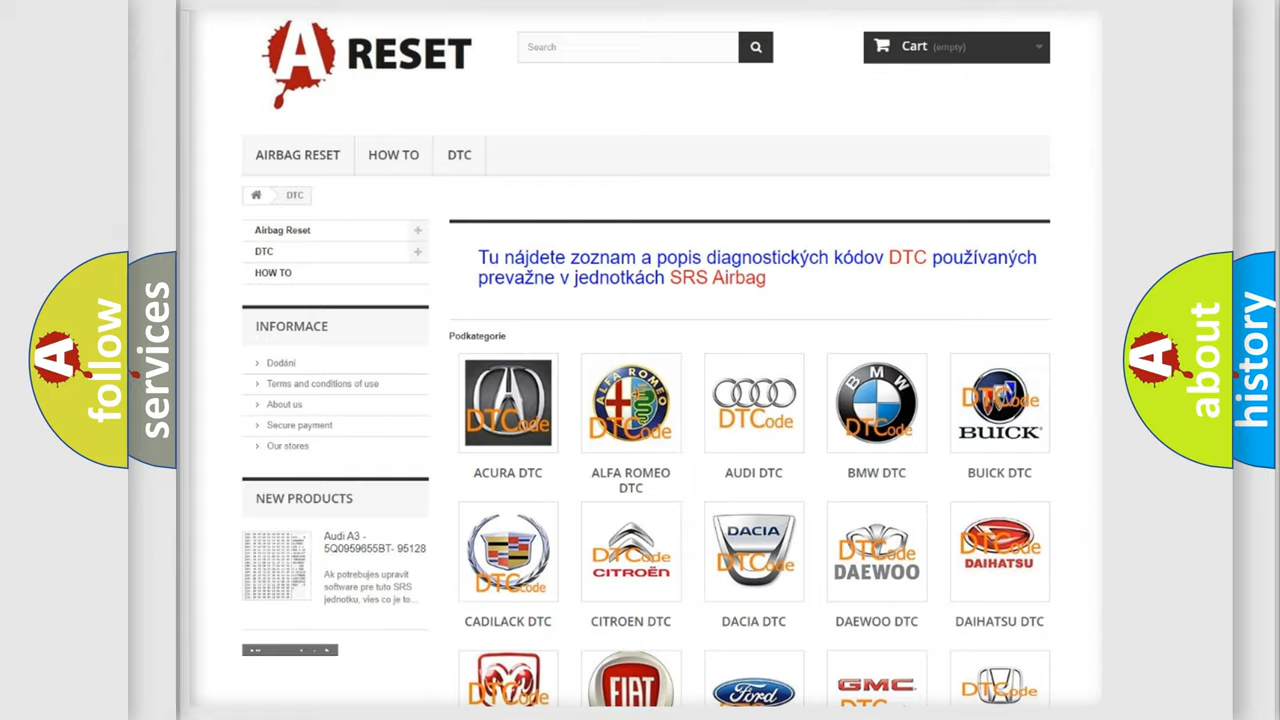 A RESET
Search
Cart (empty)
AIRBAG RESET
HOW TO
DTC
DTC
Airbag Reset
DTC
HOW TO
INFORMACE
Dodání
Terms and conditions of use
About us
Secure payment
Our stores
NEW PRODUCTS
Audi A3 -
5Q0959655BT- 95128
Ak potrebujes upravit
software pre tuto SRS
jednotku, vies co je to...
Tu nájdete zoznam a popis diagnostických kódov DTC používaných
prevažne v jednotkách SRS Airbag
Podkategorie
DTCode
ALFA ROMEO
DTCode
DTCode
BMW
DTCode
DTCode
BUICK
ACURA DTC
ALFA ROMEO
DTC
AUDI DTC
BMW DTC
BUICK DTC
DTCode
DTCode
CITROËN
DACIA
DTCode
DTCode
DAEWOO
DTCode
DAIHATSU
CADILACK DTC
CITROEN DTC
DACIA DTC
DAEWOO DTC
DAIHATSU DTC
DTCode
FIAT
Ford
GMC
DTCode
A follow
services
A about
history